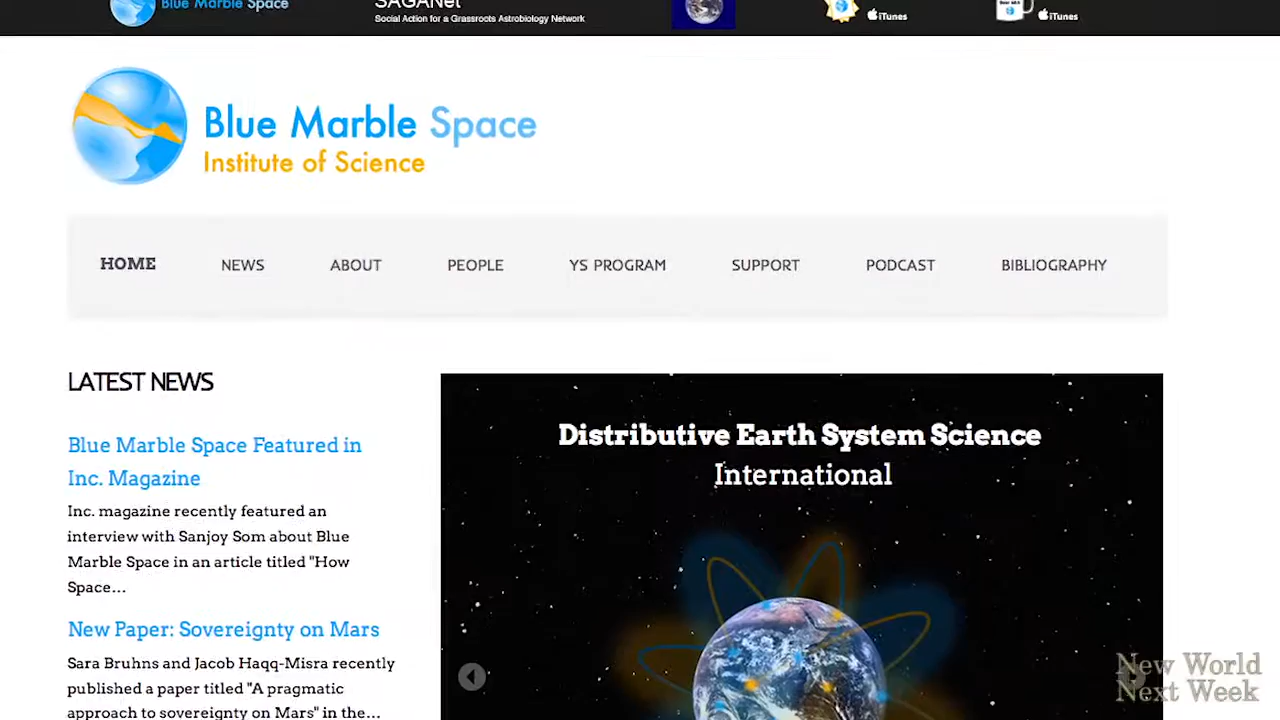 Blue Marble Space
SAGANet
Social Action for a Grassroots Astrobiology Network
iTunes
iTunes
Blue Marble Space
Institute of Science
HOME
NEWS
ABOUT
PEOPLE
YS PROGRAM
SUPPORT
PODCAST
BIBLIOGRAPHY
LATEST NEWS
Blue Marble Space Featured in
Inc. Magazine
Inc. magazine recently featured an
interview with Sanjoy Som about Blue
Marble Space in an article titled "How
Space...
New Paper: Sovereignty on Mars
Sara Bruhns and Jacob Haqq-Misra recently
published a paper titled "A pragmatic
approach to sovereignty on Mars" in the...
Distributive Earth System Science
International
New World
Next Week